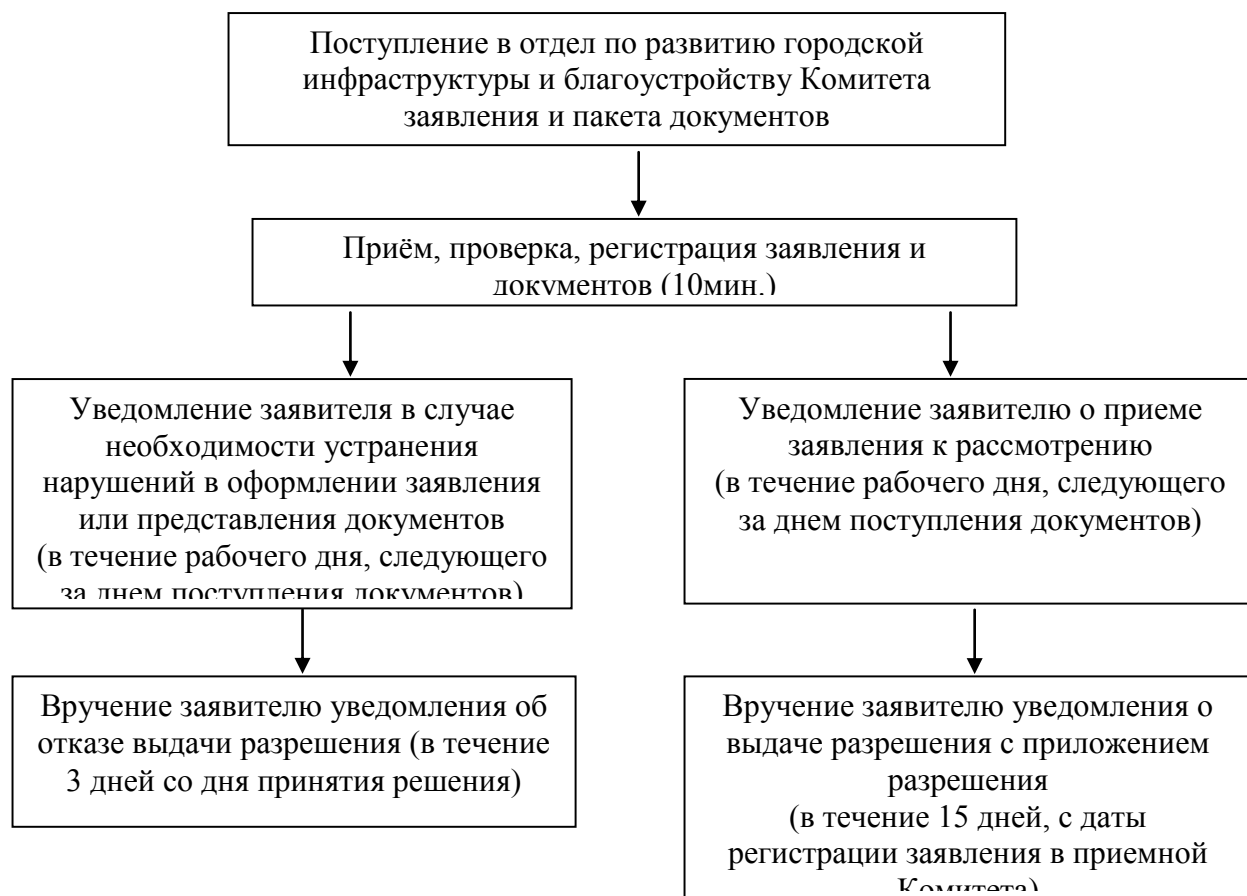 Поступление в отдел по развитию городской
инфраструктуры и благоустройству Комитета
заявления и пакета документов
Приём, проверка, регистрация заявления и
документов (10мин.)
Уведомление заявителя в случае
необходимости устранения
нарушений в оформлении заявления
или представления документов
(в течение рабочего дня, следующего
за днем поступления документов)
Уведомление заявителю о приеме
заявления к рассмотрению
(в течение рабочего дня, следующего
за днем поступления документов)
Вручение заявителю уведомления об
отказе выдачи разрешения (в течение
3 дней со дня принятия решения)
Вручение заявителю уведомления о
выдаче разрешения с приложением
разрешения
(в течение 15 дней, с даты
регистрации заявления в приемной
Комитета)